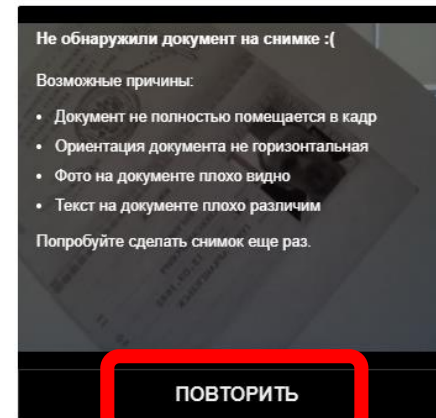 Не обнаружили документ на снимке :(
Возможные причины:
• Документ не полностью помещается в кадр
• Ориентация документа не горизонтальная
• Фото на документе плохо видно
• Текст на документе плохо различим
Попробуйте сделать снимок еще раз.
ПОВТОРИТЬ